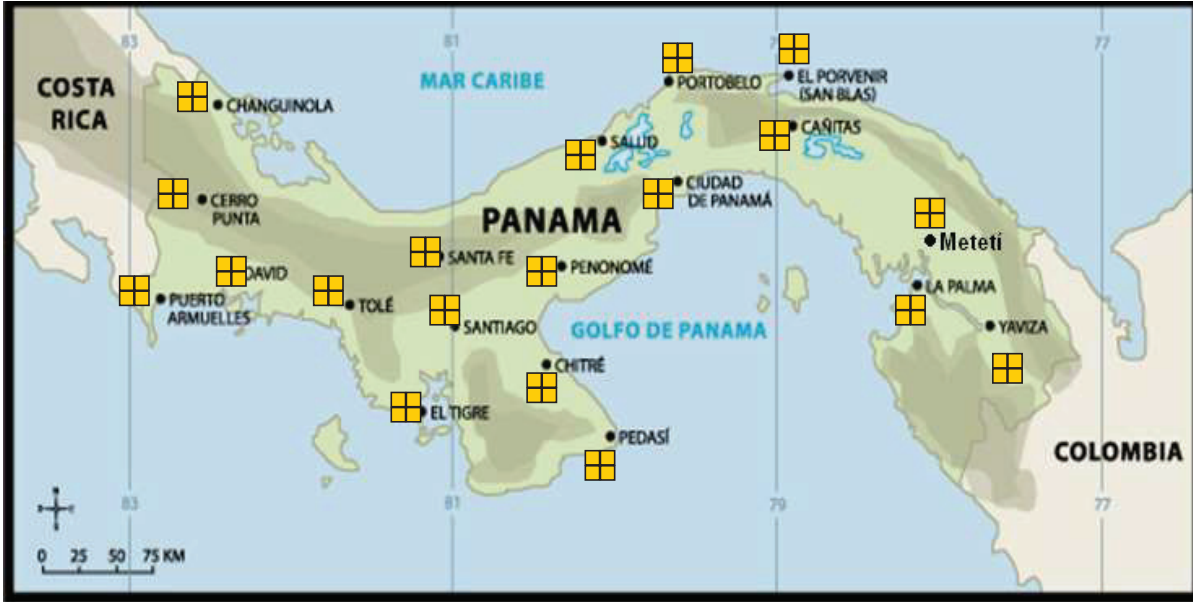 83
81
79
77
COSTA
RICA
MAR CARIBE
PORTOBELO
EL PORVENIR
(SAN BLAS)
CHANGUINOLA
CAÑITAS
SALUD
CIUDAD
DE PANAMÁ
CERRO
PUNTA
PANAMA
Metetí
SANTA FE
PENONOMÉ
DAVID
LA PALMA
PUERTO
ARMUELLES
TOLÉ
SANTIAGO
GOLFO DE PANAMA
YAVIZA
CHITRÉ
EL TIGRE
PEDASÍ
COLOMBIA
83
81
79
77
0 25 50 75 KM